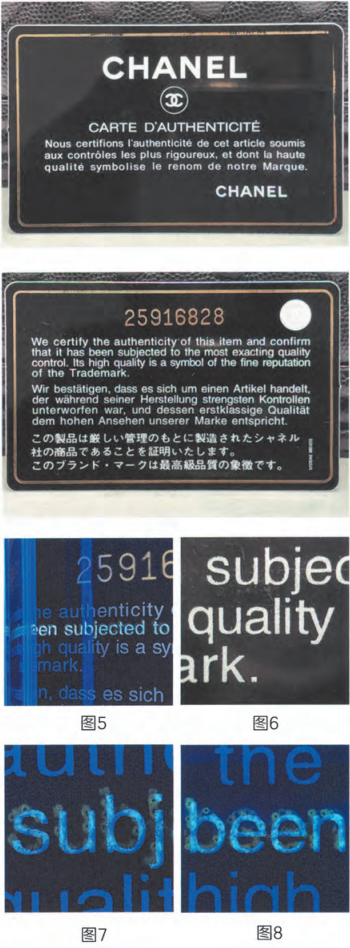 CHANEL
CARTE D'AUTHENTICITÉ
Nous certifions l'authenticité de cet article soumis
aux contrôles les plus rigoureux, et dont la haute
qualité symbolise le renom de notre Marque.
CHANEL
25916828
We certify the authenticity of this item and confirm
that it has been subjected to the most exacting quality
control. Its high quality is a symbol of the fine reputation
of the Trademark.
Wir bestätigen, dass es sich um einen Artikel handelt,
der während seiner Herstellung strengsten Kontrollen
unterworfen war, und dessen erstklassige Qualität
dem hohen Ansehen unserer Marke entspricht.
この製品は厳しい管理のもとに製造されたシャネル
社の商品であることを証明いたします。
このブランド・マークは最高級品質の象徴です。
25916
he authenticity
een subjected to
gh quality is a sy
mark.
n, dass es sich
图5
subjec
quality
ark.
图6
authe
subj
qualit
图7
the
been
high
图8